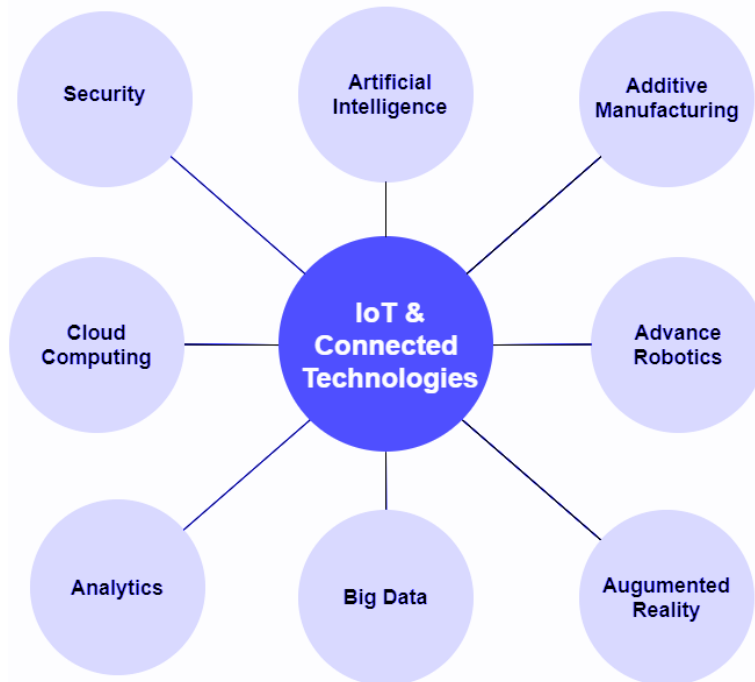 Security
Artificial
Intelligence
Additive
Manufacturing
Cloud
Computing
IoT &
Connected
Technologies
Advance
Robotics
Analytics
Big Data
Augumented
Reality